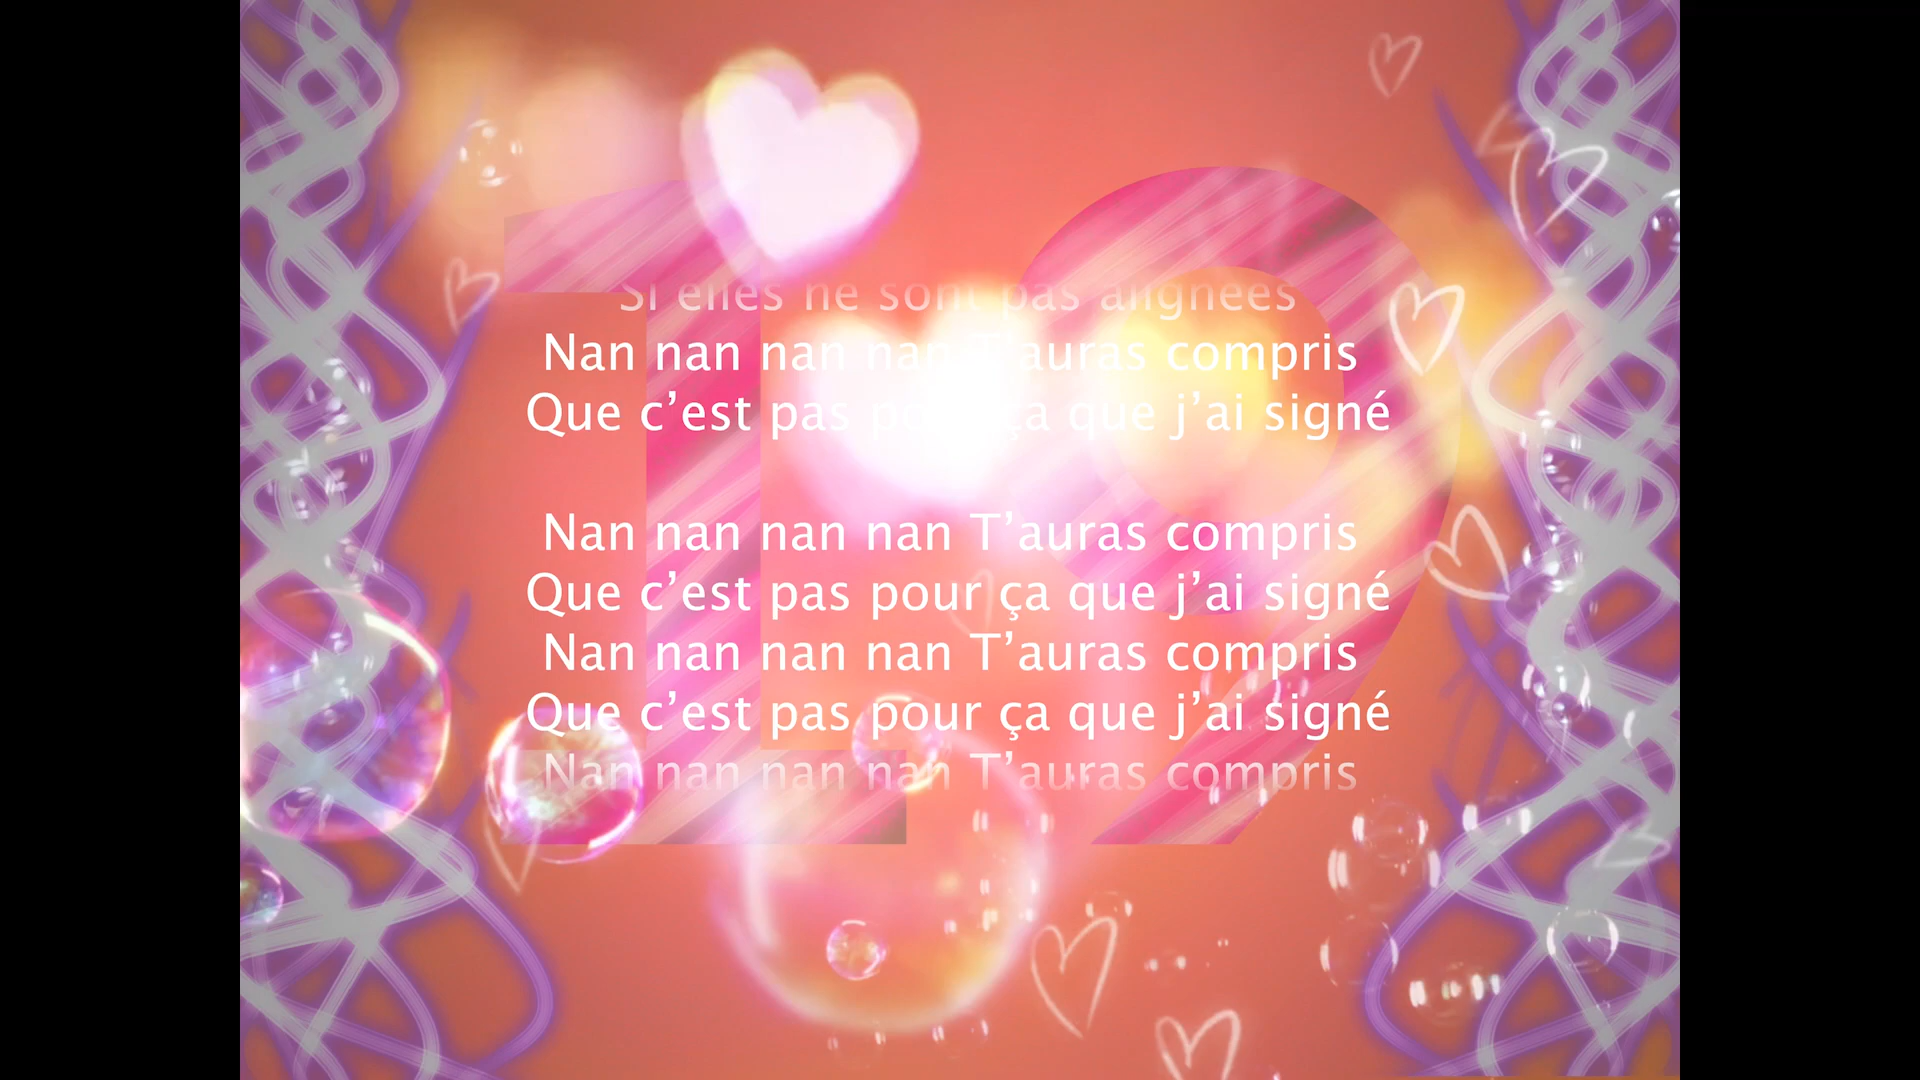 19
Si elles ne sont pas alignées
Nan nan nan nan T’auras compris
Que c’est pas pour ça que j’ai signé
Nan nan nan nan T’auras compris
Que c’est pas pour ça que j’ai signé
Nan nan nan nan T’auras compris
Que c’est pas pour ça que j’ai signé
Nan nan nan nan T’auras compris